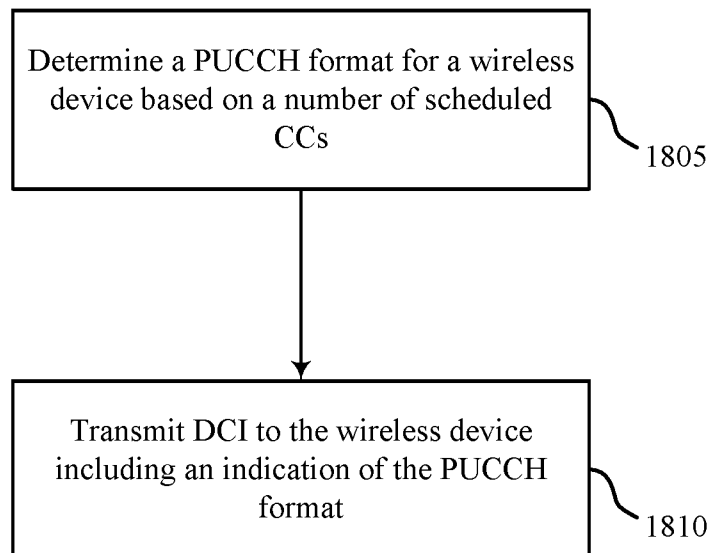 Determine a PUCCH format for a wireless
device based on a number of scheduled
CCs
1805
Transmit DCI to the wireless device
including an indication of the PUCCH
format
1810